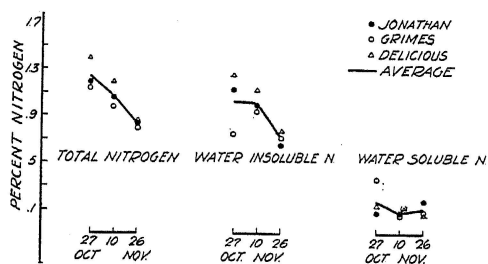 PERCENT NITROGEN
1.7
1.3
.9
.5
.1
• JONATHAN
○ GRIMES
△ DELICIOUS
— AVERAGE
TOTAL NITROGEN
WATER INSOLUBLE N.
WATER SOLUBLE N.
27 10 26
OCT NOV.
27 10 26
OCT NOV.
27 10 26
OCT. NOV.